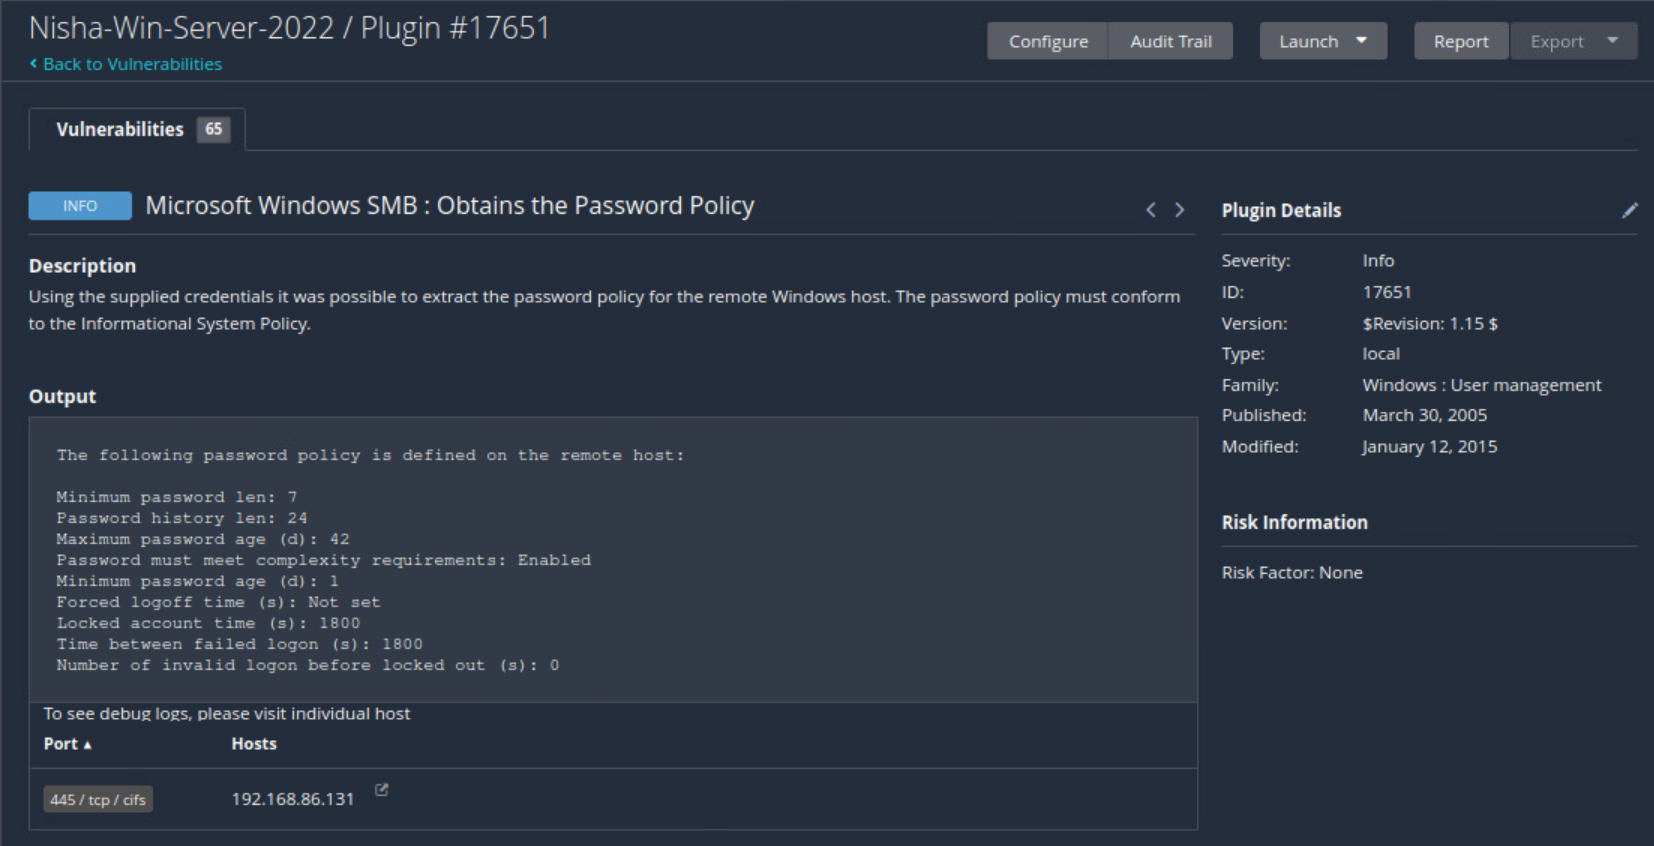 Nisha-Win-Server-2022 / Plugin #17651
Configure
Audit Trail
Launch
Report
Export
Back to Vulnerabilities
Vulnerabilities 65
INFO
Microsoft Windows SMB : Obtains the Password Policy
Description
Using the supplied credentials it was possible to extract the password policy for the remote Windows host. The password policy must conform
to the Informational System Policy.
Output
The following password policy is defined on the remote host:
Minimum password len: 7
Password history len: 24
Maximum password age (d): 42
Password must meet complexity requirements: Enabled
Minimum password age (d): 1
Forced logoff time (s): Not set
Locked account time (s): 1800
Time between failed logon (s): 1800
Number of invalid logon before locked out (s): 0
To see debug logs, please visit individual host
Port Hosts
445 / tcp / cifs 192.168.86.131
Plugin Details
Severity: Info
ID: 17651
Version: $Revision: 1.15 $
Type: local
Family: Windows : User management
Published: March 30, 2005
Modified: January 12, 2015
Risk Information
Risk Factor: None